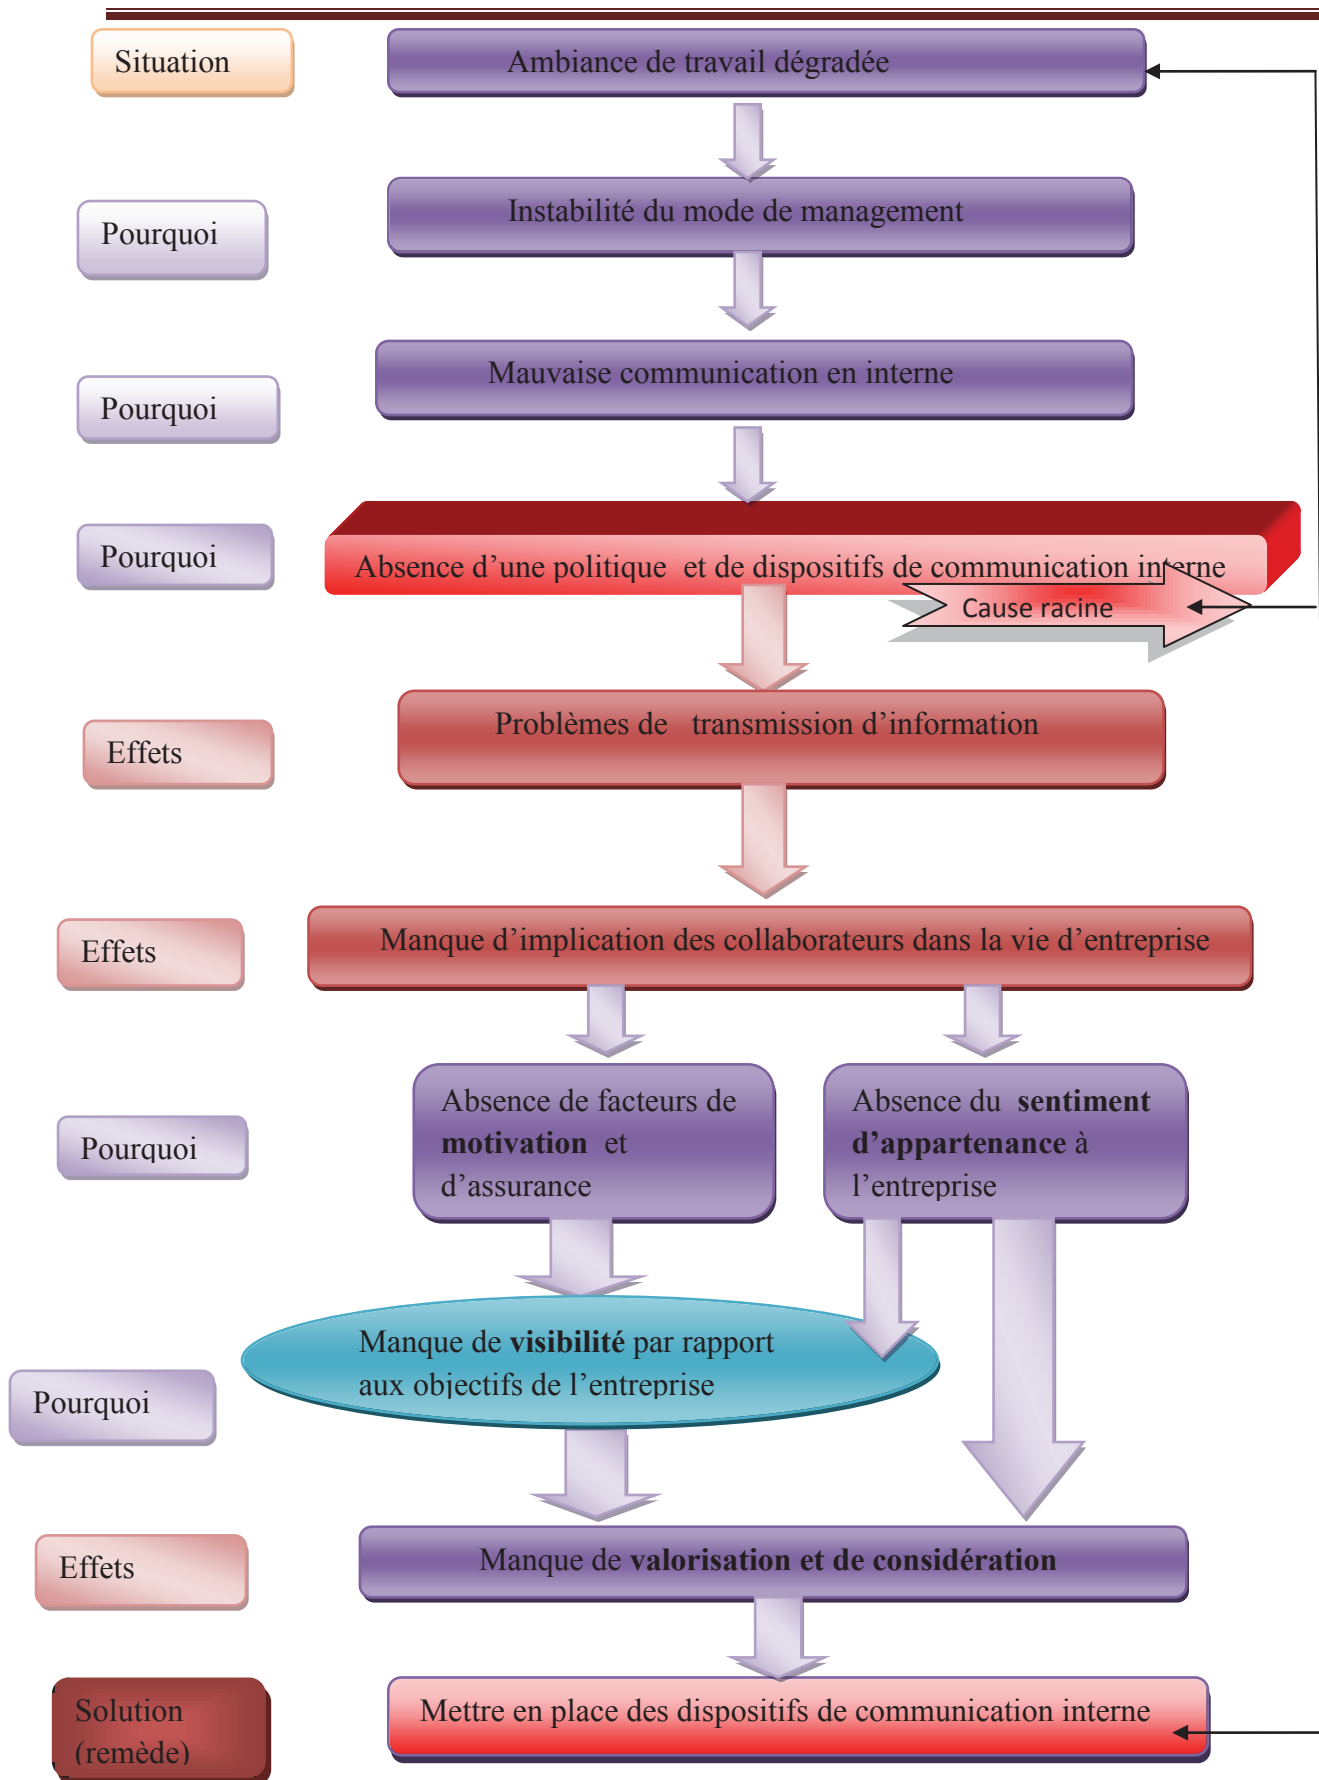 Situation
Ambiance de travail dégradée
Instabilité du mode de management
Pourquoi
Mauvaise communication en interne
Pourquoi
Pourquoi
Absence d’une politique et de dispositifs de communication interne
Cause racine
Problèmes de transmission d’information
Effets
Manque d’implication des collaborateurs dans la vie d’entreprise
Effets
Absence de facteurs de
motivation et
d’assurance
Absence du sentiment
d’appartenance à
l’entreprise
Pourquoi
Manque de visibilité par rapport
aux objectifs de l’entreprise
Pourquoi
Manque de valorisation et de considération
Effets
Solution
(remède)
Mettre en place des dispositifs de communication interne